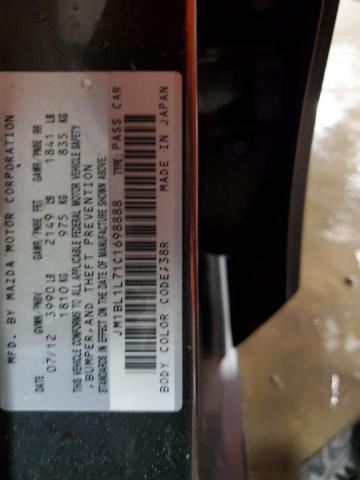 MFD. BY MAZDA MOTOR CORPORATION
DATE GVWR/PNBV GAWR/PNBE FRT GAWR/PNBE RR
07/12 3990 LB 2149 LB 1841 LB
1810 KG 975 KG 835 KG
THIS VEHICLE CONFORMS TO ALL APPLICABLE FEDERAL MOTOR VEHICLE SAFETY
,BUMPER,AND THEFT PREVENTION
STANDARDS IN EFFECT ON THE DATE OF MANUFACTURE SHOWN ABOVE.
JM1BL1L71C1698888 TYPE: PASS CAR
BODY COLOR CODE:38R MADE IN JAPAN